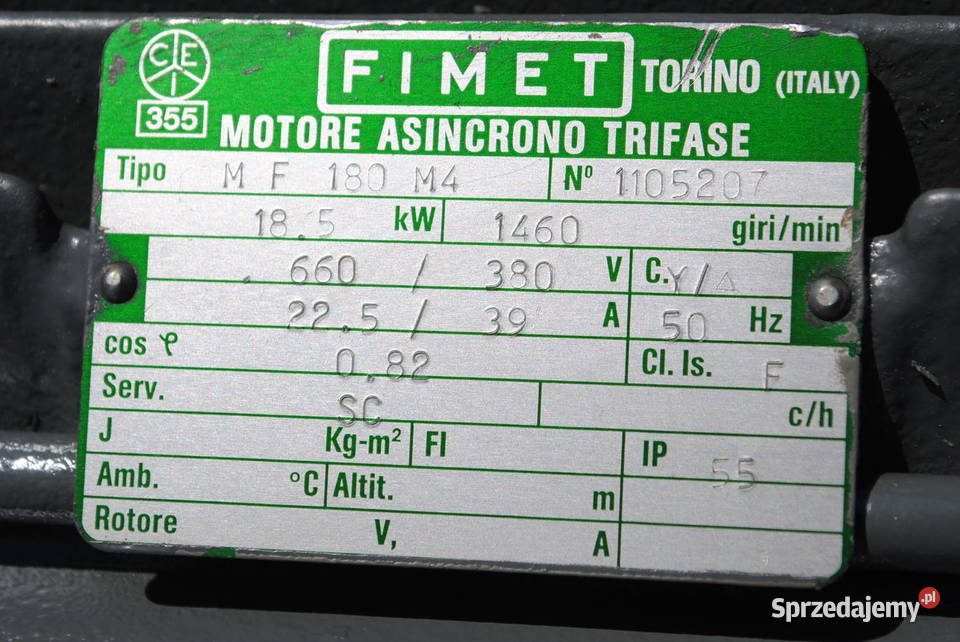 CEI
355
FIMET TORINO (ITALY)
MOTORE ASINCRONO TRIFASE
Tipo MF 180 M4 Nº 1105207
18.5 kW 1460 giri/min
660 / 380 V C. Y/△
22.5 / 39 A 50 Hz
cos φ 0.82 Cl. Is. F
Serv. SC c/h
J Kg-m² FI IP 55
Amb. °C Altit. m
Rotore V, A
Sprzedajemy.pl